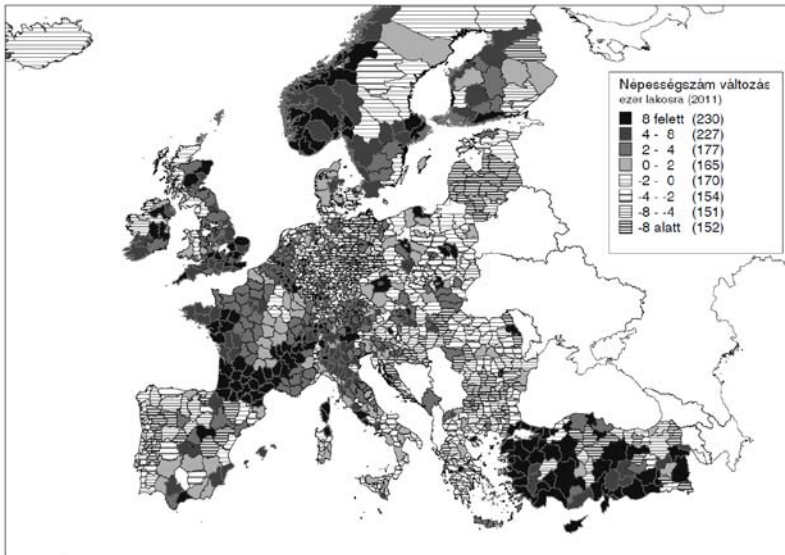 Népességszám változás
ezer lakosra (2011)
8 felett (230)
4 - 8 (227)
2 - 4 (177)
0 - 2 (165)
-2 - 0 (170)
-4 - -2 (154)
-8 - -4 (151)
-8 alatt (152)